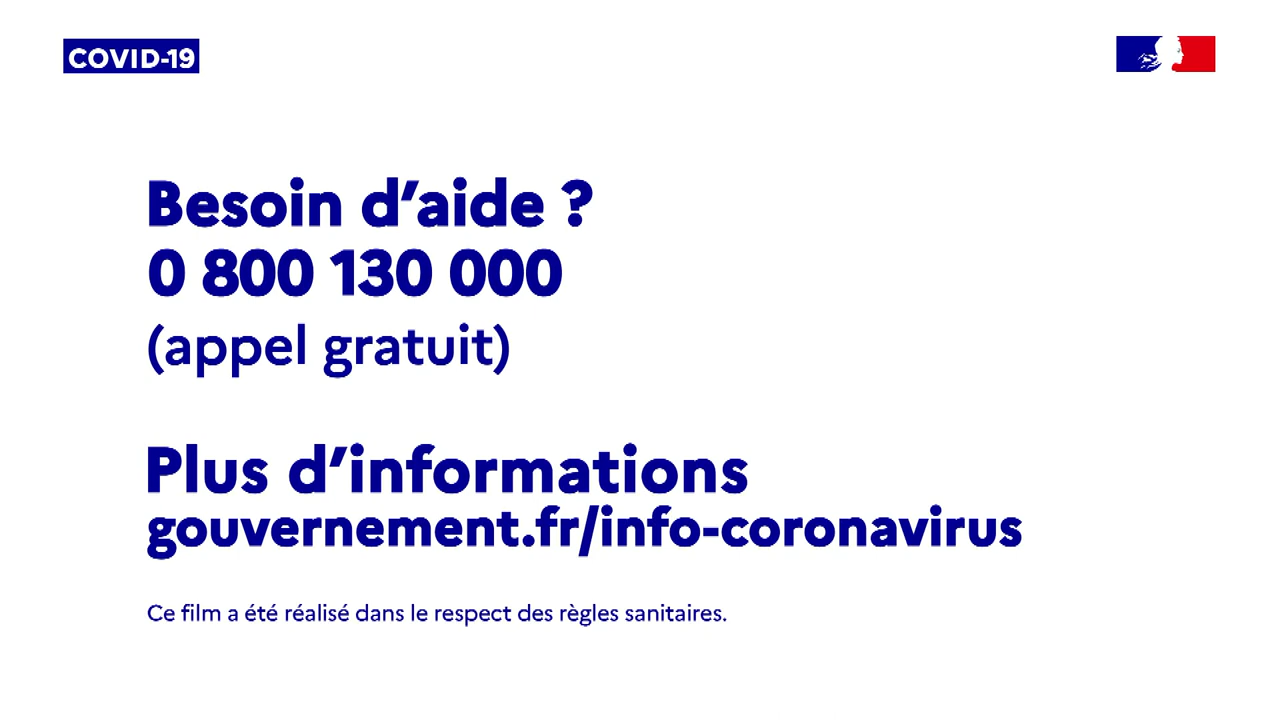 COVID-19
Besoin d’aide ?
0 800 130 000
(appel gratuit)
Plus d’informations
gouvernement.fr/info-coronavirus
Ce film a été réalisé dans le respect des règles sanitaires.